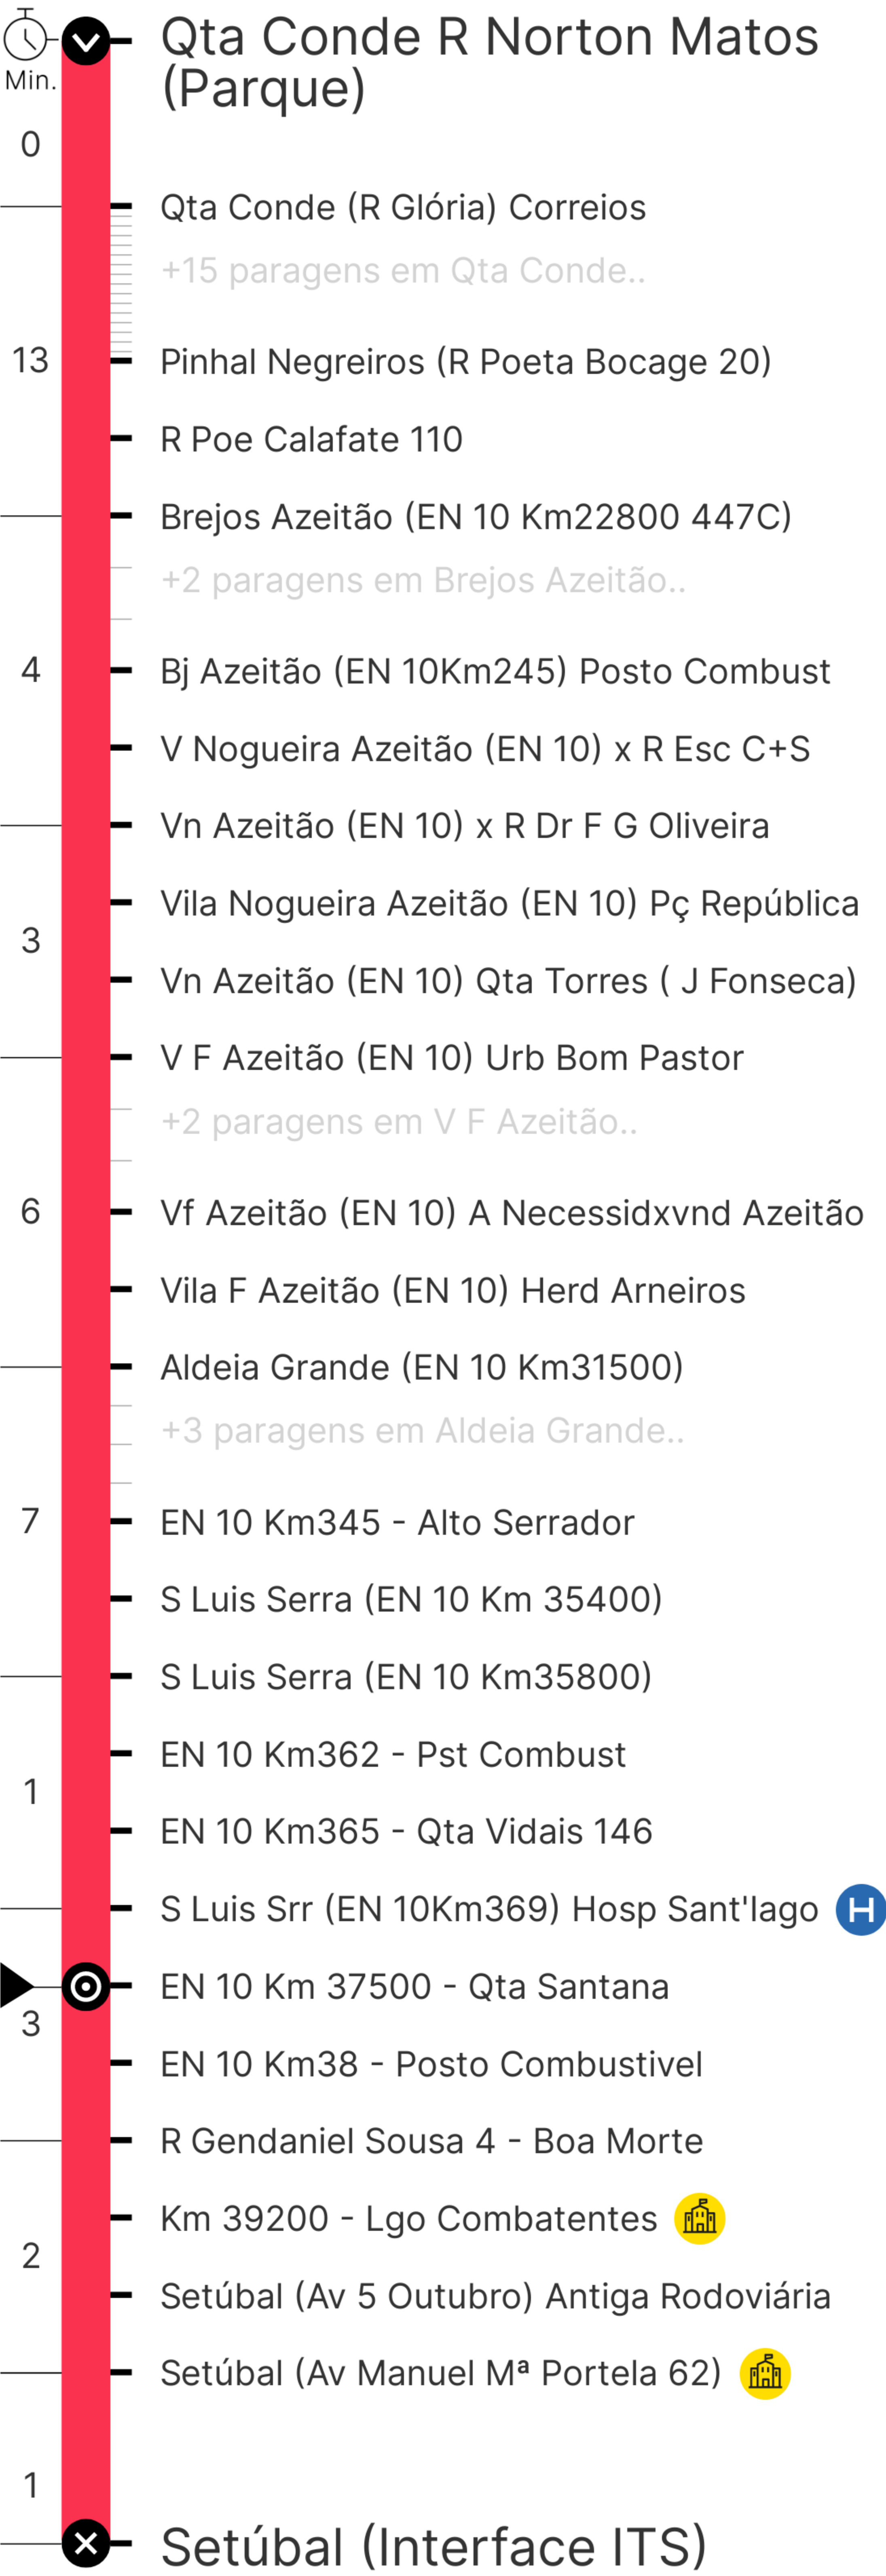 Qta Conde R Norton Matos
(Parque)
Min.
0
Qta Conde (R Glória) Correios
+15 paragens em Qta Conde..
13
Pinhal Negreiros (R Poeta Bocage 20)
R Poe Calafate 110
Brejos Azeitão (EN 10 Km22800 447C)
+2 paragens em Brejos Azeitão..
4
Bj Azeitão (EN 10Km245) Posto Combust
V Nogueira Azeitão (EN 10) x R Esc C+S
Vn Azeitão (EN 10) x R Dr F G Oliveira
Vila Nogueira Azeitão (EN 10) Pç República
3
Vn Azeitão (EN 10) Qta Torres ( J Fonseca)
V F Azeitão (EN 10) Urb Bom Pastor
+2 paragens em V F Azeitão..
6
Vf Azeitão (EN 10) A Necessidxvnd Azeitão
Vila F Azeitão (EN 10) Herd Arneiros
Aldeia Grande (EN 10 Km31500)
+3 paragens em Aldeia Grande..
7
EN 10 Km345 - Alto Serrador
S Luis Serra (EN 10 Km 35400)
S Luis Serra (EN 10 Km35800)
EN 10 Km362 - Pst Combust
1
EN 10 Km365 - Qta Vidais 146
S Luis Srr (EN 10Km369) Hosp Sant'Iago H
EN 10 Km 37500 - Qta Santana
3
EN 10 Km38 - Posto Combustivel
R Gendaniel Sousa 4 - Boa Morte
Km 39200 - Lgo Combatentes
2
Setúbal (Av 5 Outubro) Antiga Rodoviária
Setúbal (Av Manuel Mª Portela 62)
1
Setúbal (Interface ITS)